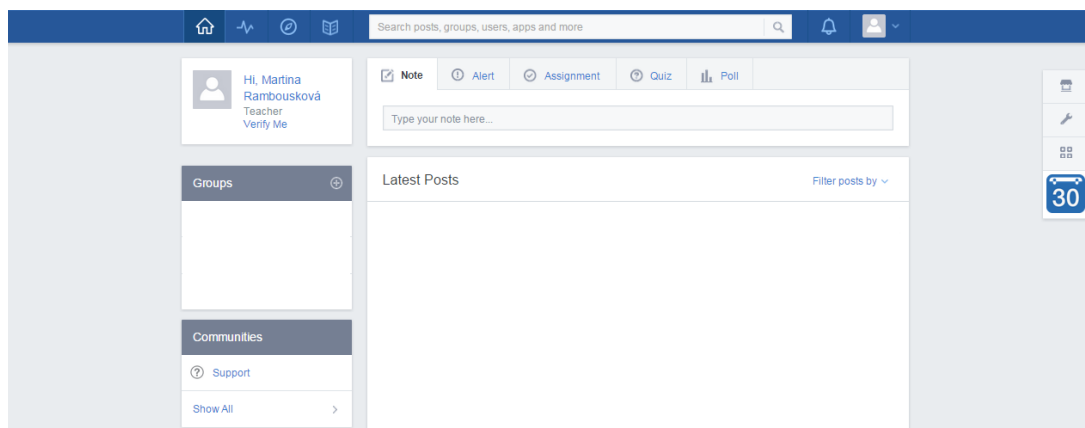 Search posts, groups, users, apps and more
Hi, Martina
Rambousková
Teacher
Verify Me
Note
Alert
Assignment
Quiz
Poll
Type your note here...
Groups
Latest Posts
Filter posts by
30
Communities
Support
Show All